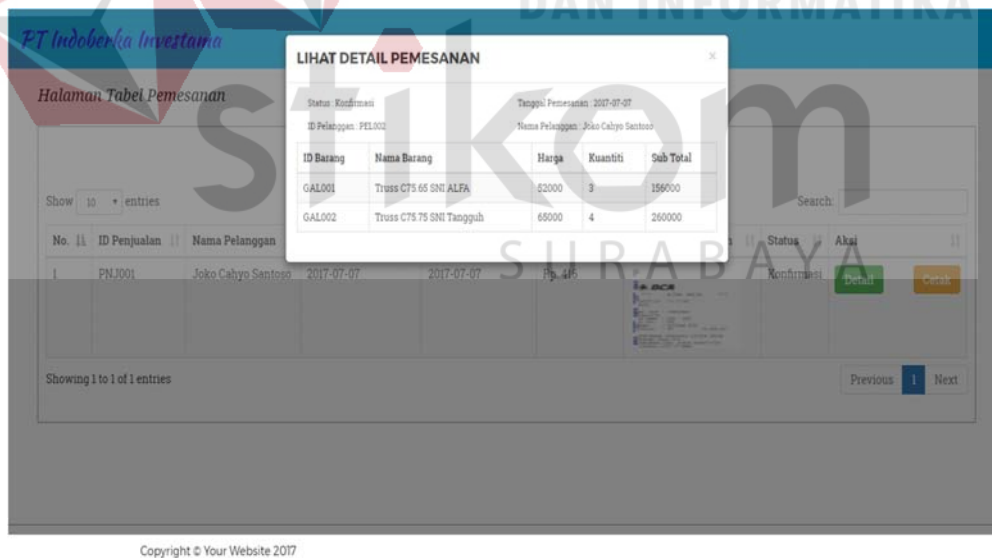 DAN INFORMATIKA
PT Indoberka Investama
LIHAT DETAIL PEMESANAN
×
Halaman Tabel Pemesanan
Status : Konfirmasi
Tanggal Pemesanan : 2017-07-07
ID Pelanggan : PEL002
Nama Pelanggan : Joko Cahyo Santoso
ID Barang Nama Barang Harga Kuantiti Sub Total
GAL001 Truss C75.65 SNI ALFA 52000 3 156000
GAL002 Truss C75.75 SNI Tangguh 65000 4 260000
stikom
SURABAYA
Show 10 entries
Search:
No. ID Penjualan Nama Pelanggan Status Aksi
1 PNJ001 Joko Cahyo Santoso 2017-07-07 2017-07-07 Rp. 416 Konfirmasi Detail Cetak
BCA
Showing 1 to 1 of 1 entries
Previous 1 Next
Copyright © Your Website 2017